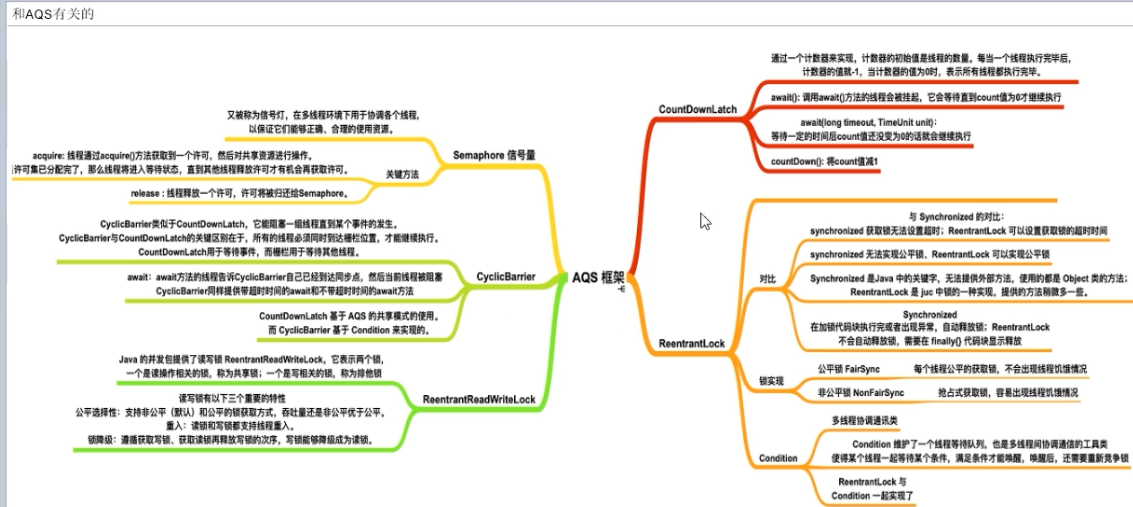 和AQS有关的
AQS 框架
CountDownLatch
通过一个计数器来实现，计数器的初始值是线程的数量。每当一个线程执行完毕后，
计数器的值就-1，当计数器的值为0时，表示所有线程都执行完毕。
await(): 调用await()方法的线程会被挂起，它会等待直到count值为0才继续执行
await(long timeout, TimeUnit unit)：
等待一定的时间后count值还没变为0的话就会继续执行
countDown(): 将count值减1
ReentrantLock
对比
与 Synchronized 的对比：
synchronized 获取锁无法设置超时；ReentrantLock 可以设置获取锁的超时时间
synchronized 无法实现公平锁、ReentrantLock 可以实现公平锁
Synchronized 是Java 中的关键字，无法提供外部方法，使用的都是 Object 类的方法；
ReentrantLock 是 juc 中锁的一种实现，提供的方法稍微多一些。
Synchronized
在加锁代码块执行完或者出现异常，自动释放锁；ReentrantLock
不会自动释放锁，需要在 finally{} 代码块显示释放
锁实现
公平锁 FairSync
每个线程公平的获取锁，不会出现线程饥饿情况
非公平锁 NonFairSync
抢占式获取锁，容易出现线程饥饿情况
Condition
多线程协调通讯类
Condition 维护了一个线程等待队列，也是多线程间协调通信的工具类
使得某个线程一起等待某个条件，满足条件才能唤醒，唤醒后，还需要重新竞争锁
ReentrantLock 与
Condition 一起实现了
Semaphore 信号量
又被称为信号灯，在多线程环境下用于协调各个线程，
以保证它们能够正确、合理的使用资源。
关键方法
acquire: 线程通过acquire()方法获取到一个许可，然后对共享资源进行操作。
许可集已分配完了，那么线程将进入等待状态，直到其他线程释放许可才有机会再获取许可。
release : 线程释放一个许可，许可将被归还给Semaphore。
CyclicBarrier
CyclicBarrier类似于CountDownLatch，它能阻塞一组线程直到某个事件的发生。
CyclicBarrier与CountDownLatch的关键区别在于，所有的线程必须同时到达栅栏位置，才能继续执行。
CountDownLatch用于等待事件，而栅栏用于等待其他线程。
await：await方法的线程告诉CyclicBarrier自己已经到达同步点，然后当前线程被阻塞
CyclicBarrier同样提供带超时时间的await和不带超时时间的await方法
CountDownLatch 基于 AQS 的共享模式的使用。
而 CyclicBarrier 基于 Condition 来实现的。
ReentrantReadWriteLock
Java 的并发包提供了读写锁 ReentrantReadWriteLock，它表示两个锁，
一个是读操作相关的锁，称为共享锁；一个是写相关的锁，称为排他锁
读写锁有以下三个重要的特性
公平选择性：支持非公平（默认）和公平的锁获取方式，吞吐量还是非公平优于公平。
重入：读锁和写锁都支持线程重入。
锁降级：遵循获取写锁、获取读锁再释放写锁的次序，写锁能够降级成为读锁。